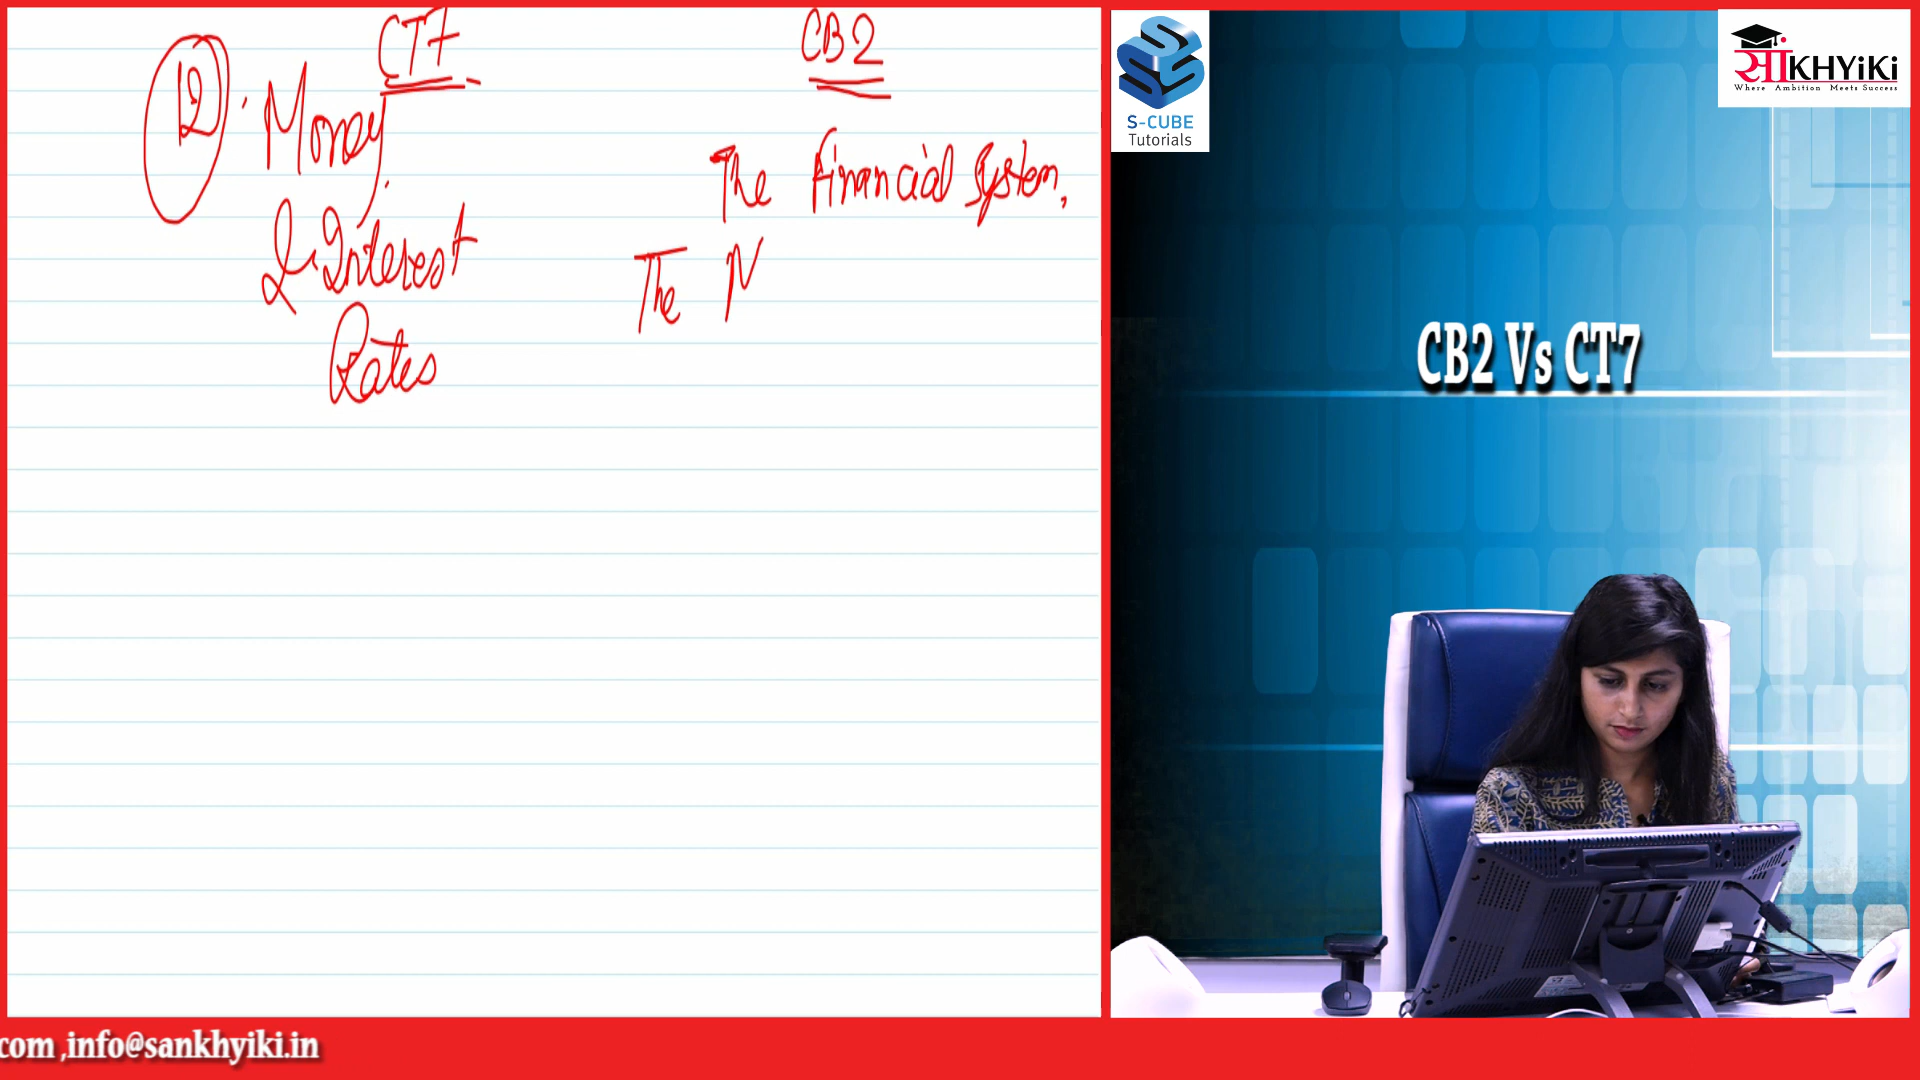 CT7
CB2
12. Money
& Interest
Rates
The Financial System,
The N
S-CUBE
Tutorials
सांKHYiKi
Where Ambition Meets Success
CB2 Vs CT7
com ,info@sankhyiki.in